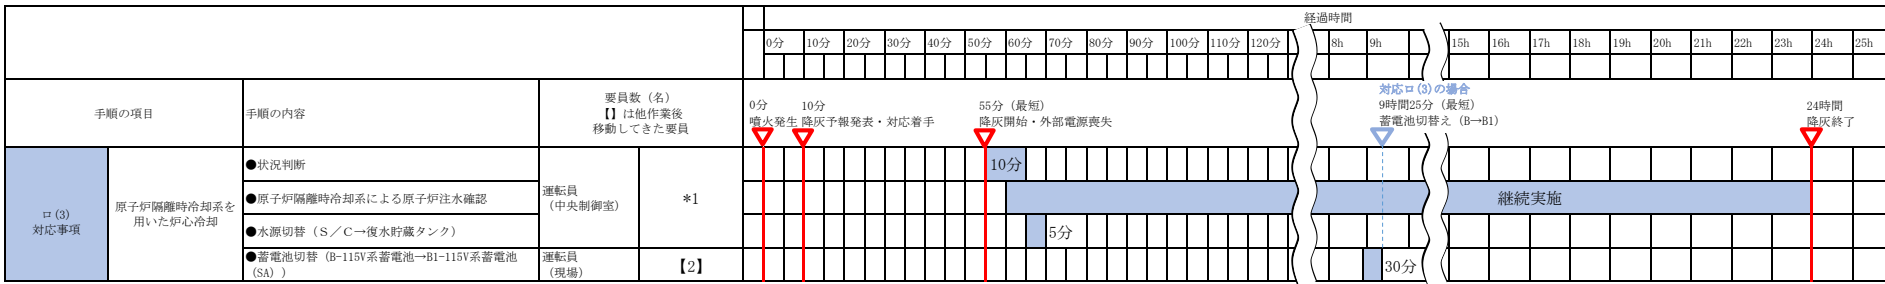 経過時間
0分 10分 20分 30分 40分 50分 60分 70分 80分 90分 100分 110分 120分 8h 9h 15h 16h 17h 18h 19h 20h 21h 22h 23h 24h 25h
手順の項目
手順の内容
要員数(名)
【】は他作業後
移動してきた要員
0分
噴火発生
10分
降灰予報発表・対応着手
55分(最短)
降灰開始・外部電源喪失
対応ロ(3)の場合
9時間25分(最短)
蓄電池切替え(B→B1)
24時間
降灰終了
ロ(3)
対応事項
原子炉隔離時冷却系を
用いた炉心冷却
●状況判断
運転員
(中央制御室)
*1
10分
●原子炉隔離時冷却系による原子炉注水確認
継続実施
●水源切替(S/C→復水貯蔵タンク)
5分
●蓄電池切替(B-115V系蓄電池→B1-115V系蓄電池
(SA))
運転員
(現場)
【2】
30分